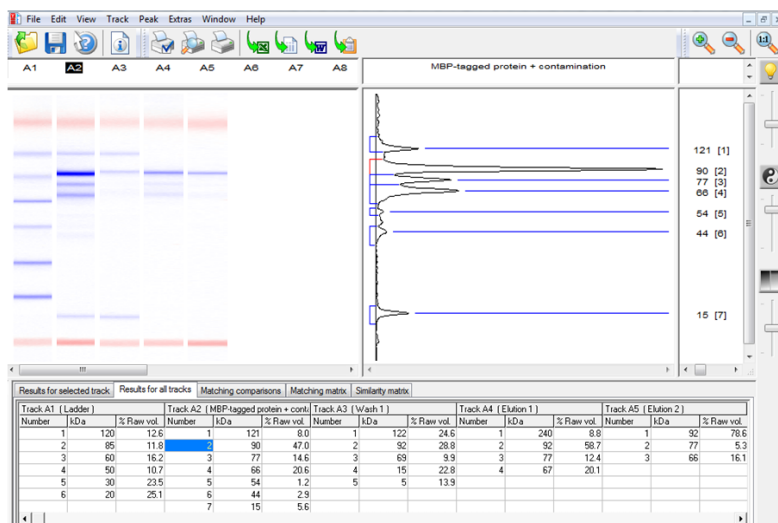 File Edit View Track Peak Extras Window Help
1:1
A1 A2 A3 A4 A5 A6 A7 A8 MBP-tagged protein + contamination
121 [1]
90 [2]
77 [3]
66 [4]
54 [5]
44 [6]
15 [7]
Results for selected track Results for all tracks Matching comparisons Matching matrix Similarity matrix
Track A1 ( Ladder) Track A2 ( MBP-tagged protein + conta Track A3 ( Wash 1 ) Track A4 ( Elution 1 ) Track A5 ( Elution 2 )
Number kDa % Raw vol. Number kDa % Raw vol. Number kDa % Raw vol. Number kDa % Raw vol. Number kDa % Raw vol.
1 120 12.6 1 121 8.0 1 122 24.6 1 240 8.8 1 92 78.6
2 85 11.8 2 90 47.0 2 92 28.8 2 92 58.7 2 77 5.3
3 60 16.2 3 77 14.6 3 69 9.9 3 77 12.4 3 66 16.1
4 50 10.7 4 66 20.6 4 15 22.8 4 67 20.1
5 30 23.5 5 54 1.2 5 5 13.9
6 20 25.1 6 44 2.9
7 15 5.6